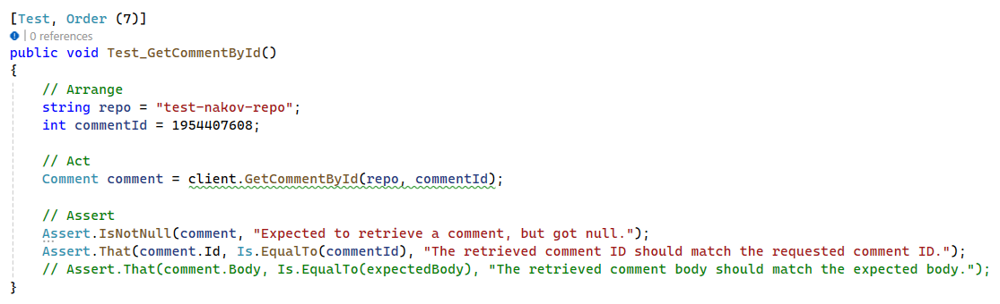 [Test, Order (7)]
0 references
public void Test_GetCommentById()
{
// Arrange
string repo = "test-nakov-repo";
int commentId = 1954407608;
// Act
Comment comment = client.GetCommentById(repo, commentId);
// Assert
Assert.IsNotNull(comment, "Expected to retrieve a comment, but got null.");
Assert.That(comment.Id, Is.EqualTo(commentId), "The retrieved comment ID should match the requested comment ID.");
// Assert.That(comment.Body, Is.EqualTo(expectedBody), "The retrieved comment body should match the expected body.");
}